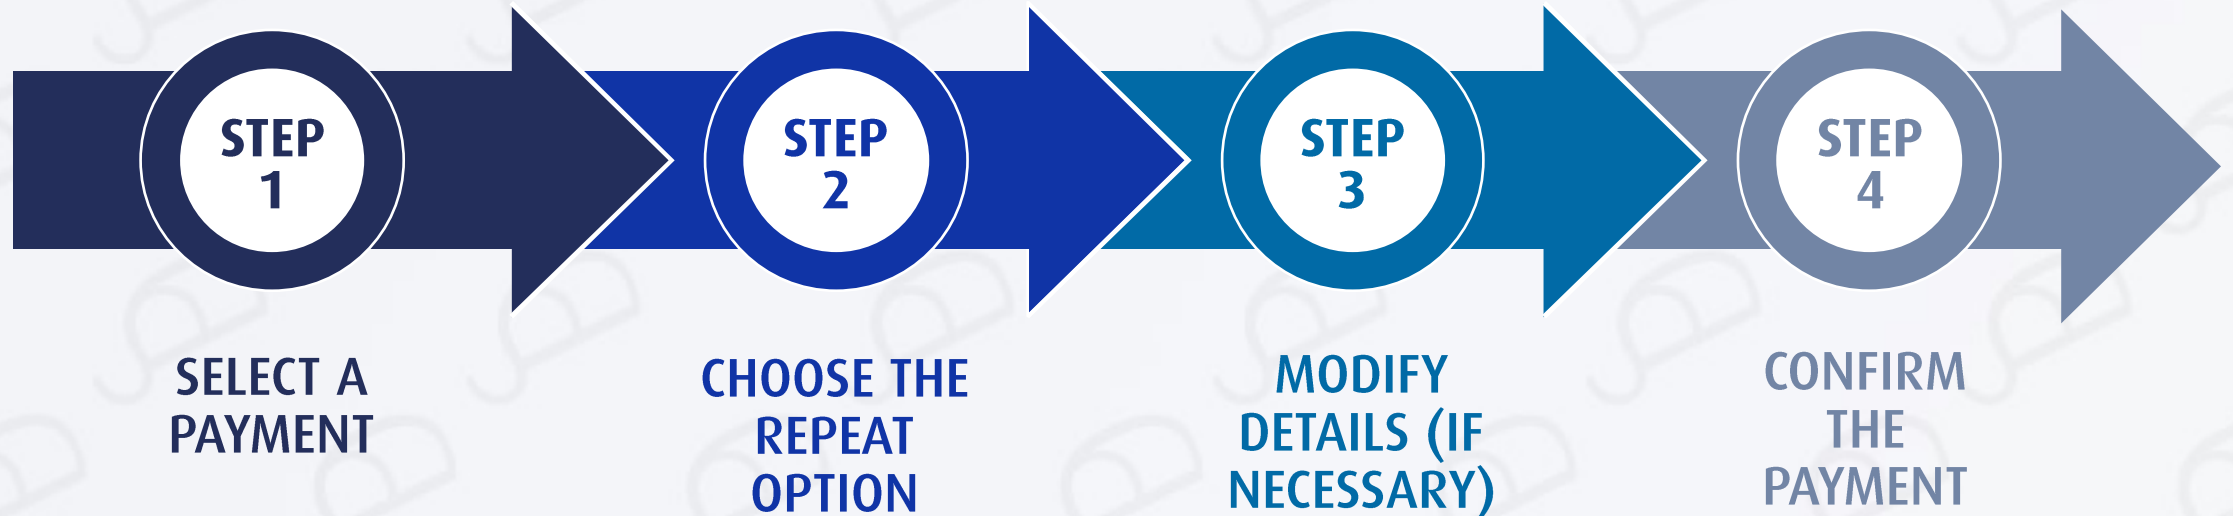 STEP
1
STEP
2
STEP
3
STEP
4
SELECT A
PAYMENT
CHOOSE THE
REPEAT
OPTION
MODIFY
DETAILS (IF
NECESSARY)
CONFIRM
THE
PAYMENT